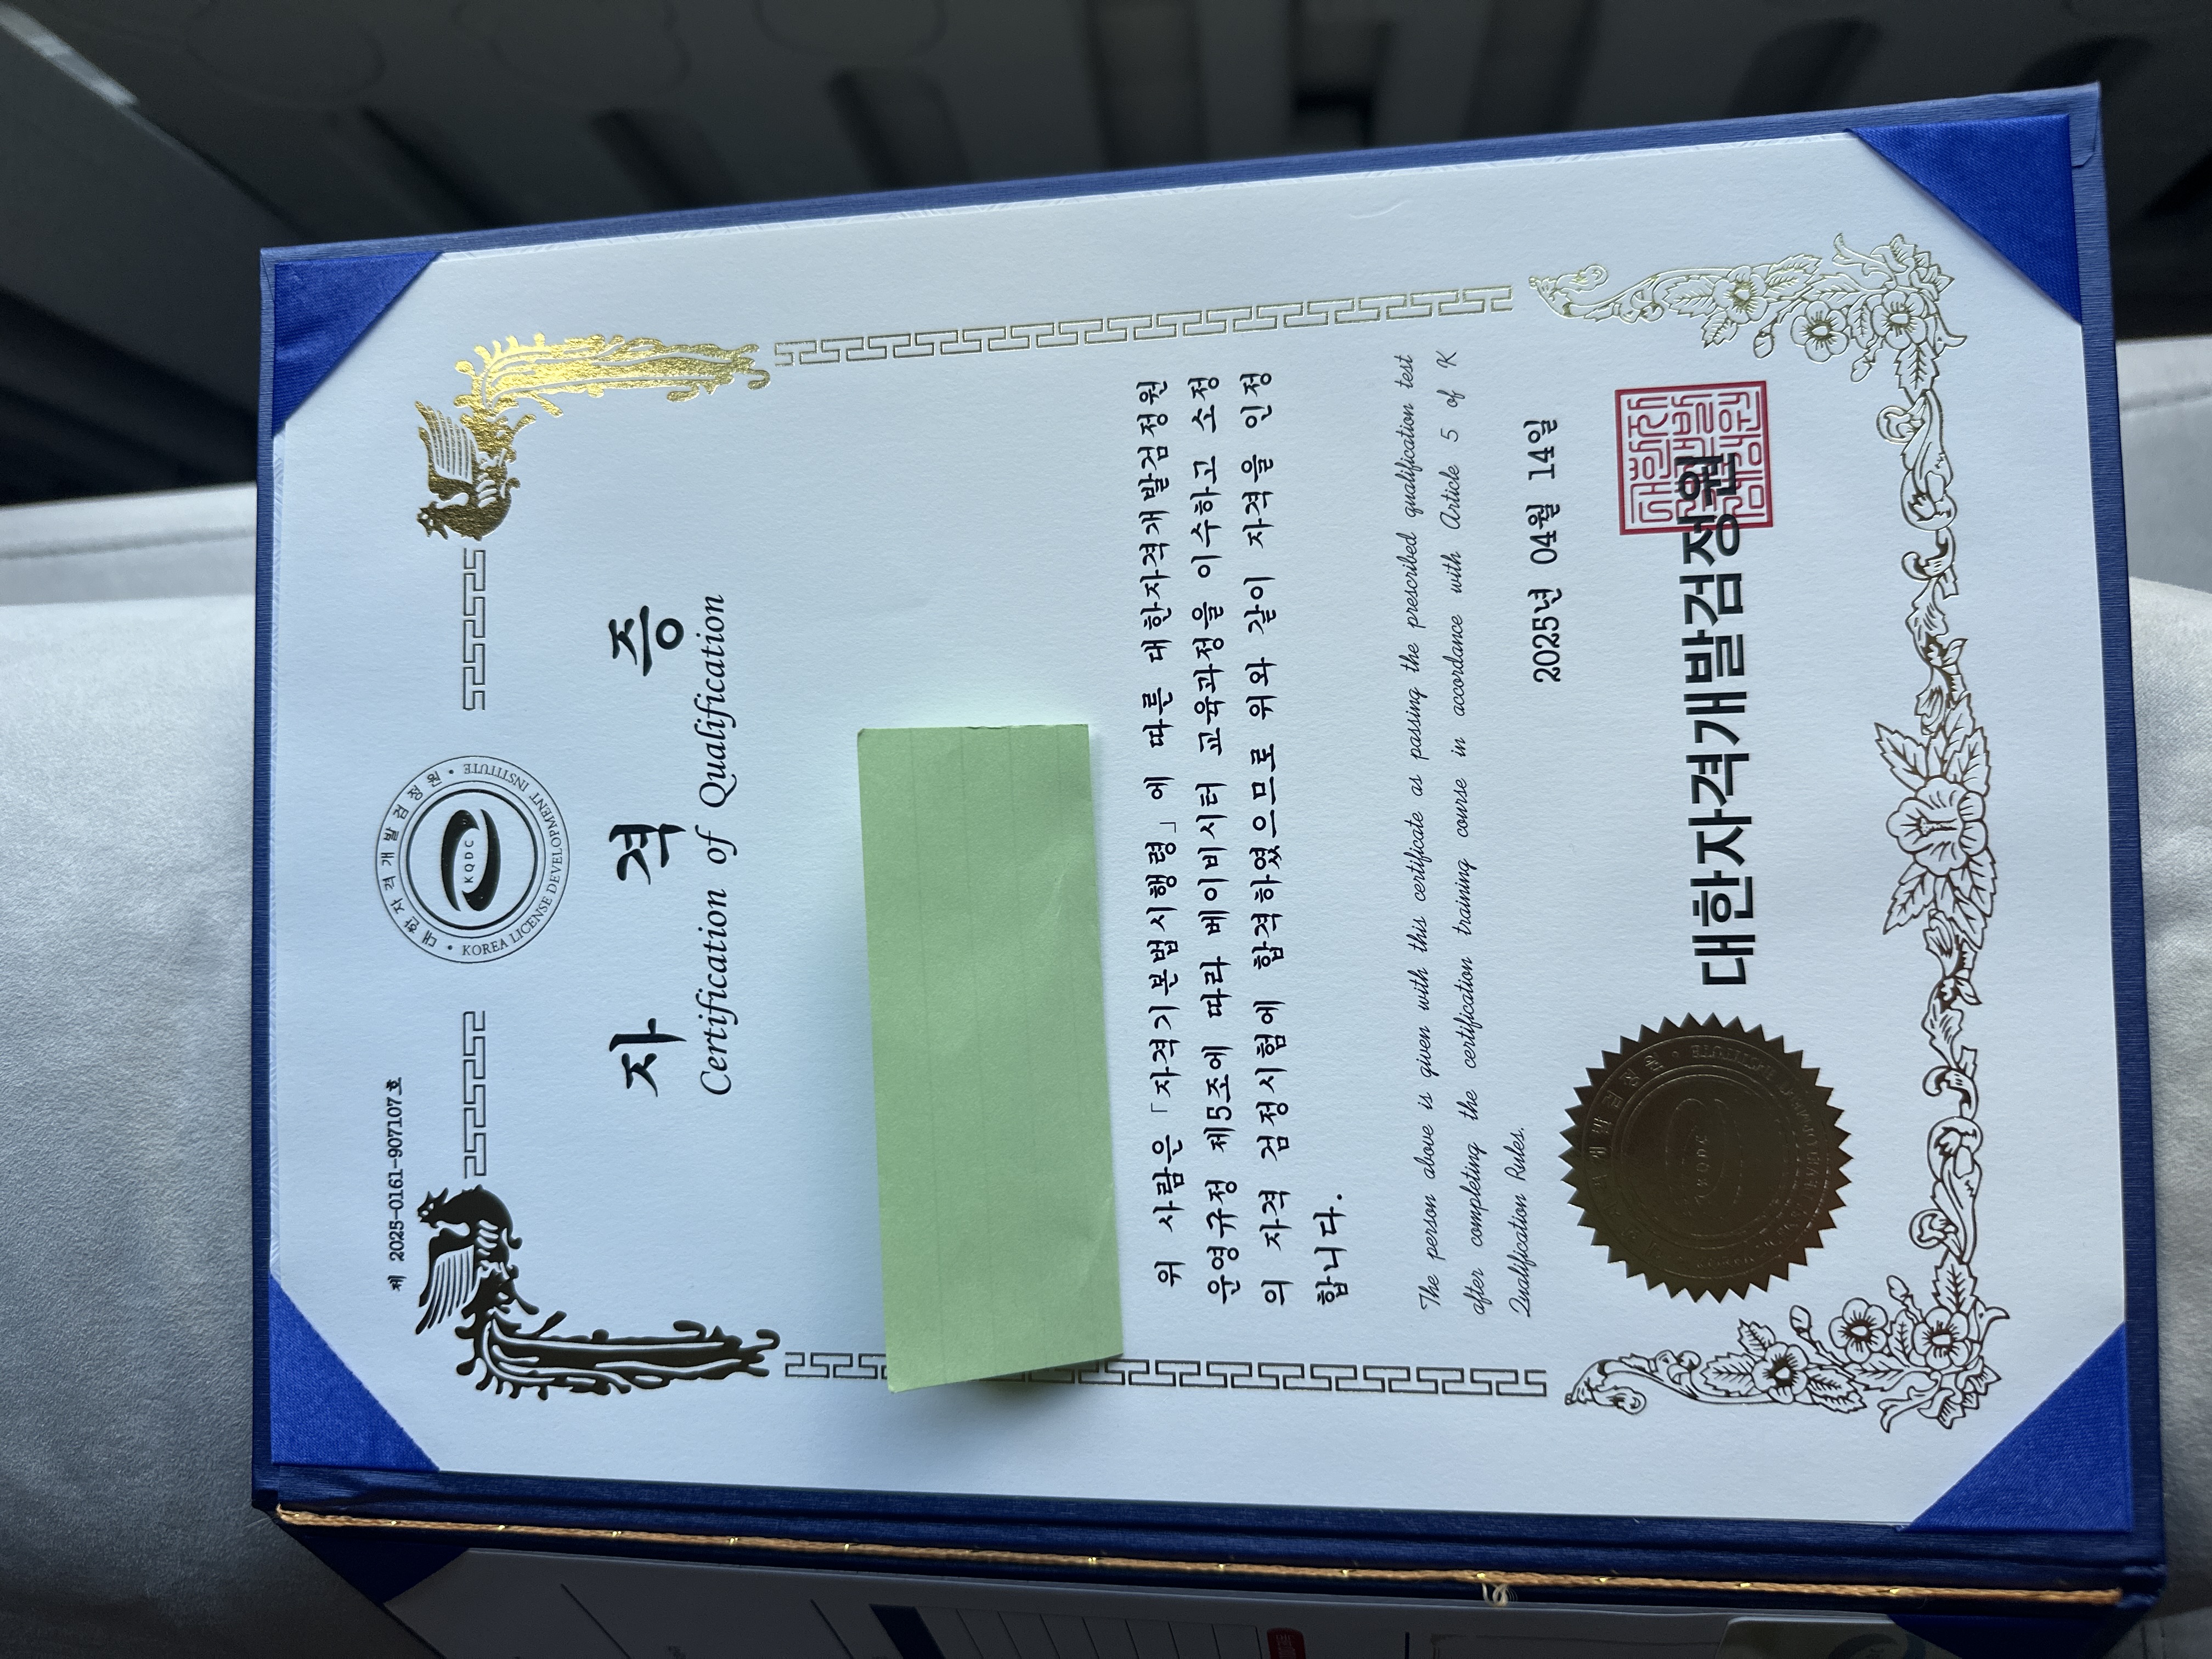 제 2025-0161-907107호
대한자격개발검정원 • KOREA LICENSE DEVELOPMENT INSTITUTE •
KQDC
자 격 증
Certification of Qualification
위 사람은 「자격기본법시행령」에 따른 대한자격개발검정원
운영규정 제5조에 따라 베이비시터 교육과정을 이수하고 소정
의 자격 검정시험에 합격하였으므로 위와 같이 자격을 인정
합니다.
The person above is given with this certificate as passing the prescribed qualification test
after completing the certification training course in accordance with Article 5 of K
Qualification Rules.
2025년 04월 14일
대한자격개발검정원
KQDC